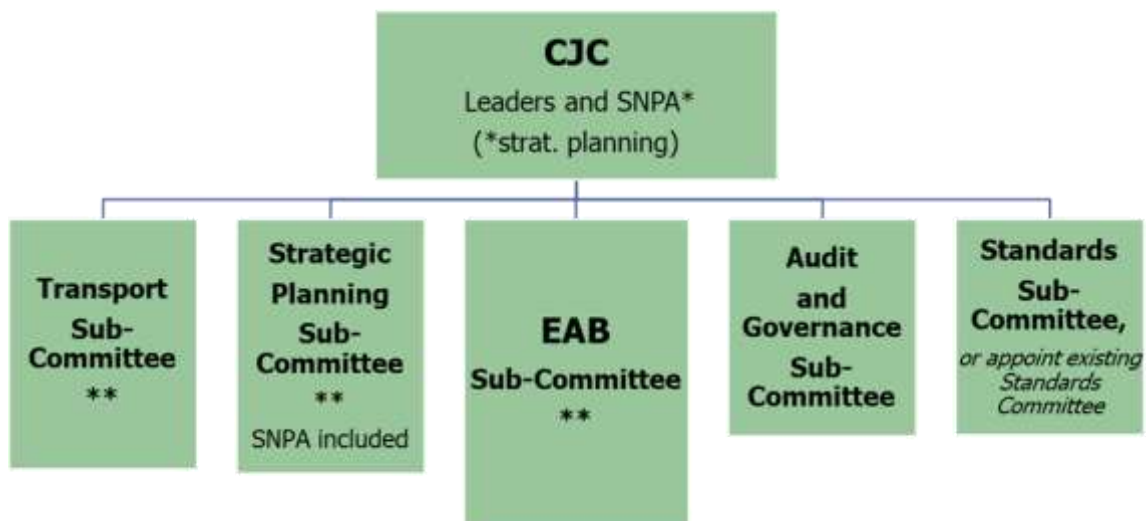 CJC
Leaders and SNPA*
(*strat. planning)
Transport
Sub-
Committee
**
Strategic
Planning
Sub-
Committee
**
SNPA included
EAB
Sub-Committee
**
Audit
and
Governance
Sub-
Committee
Standards
Sub-
Committee,
or appoint existing
Standards
Committee